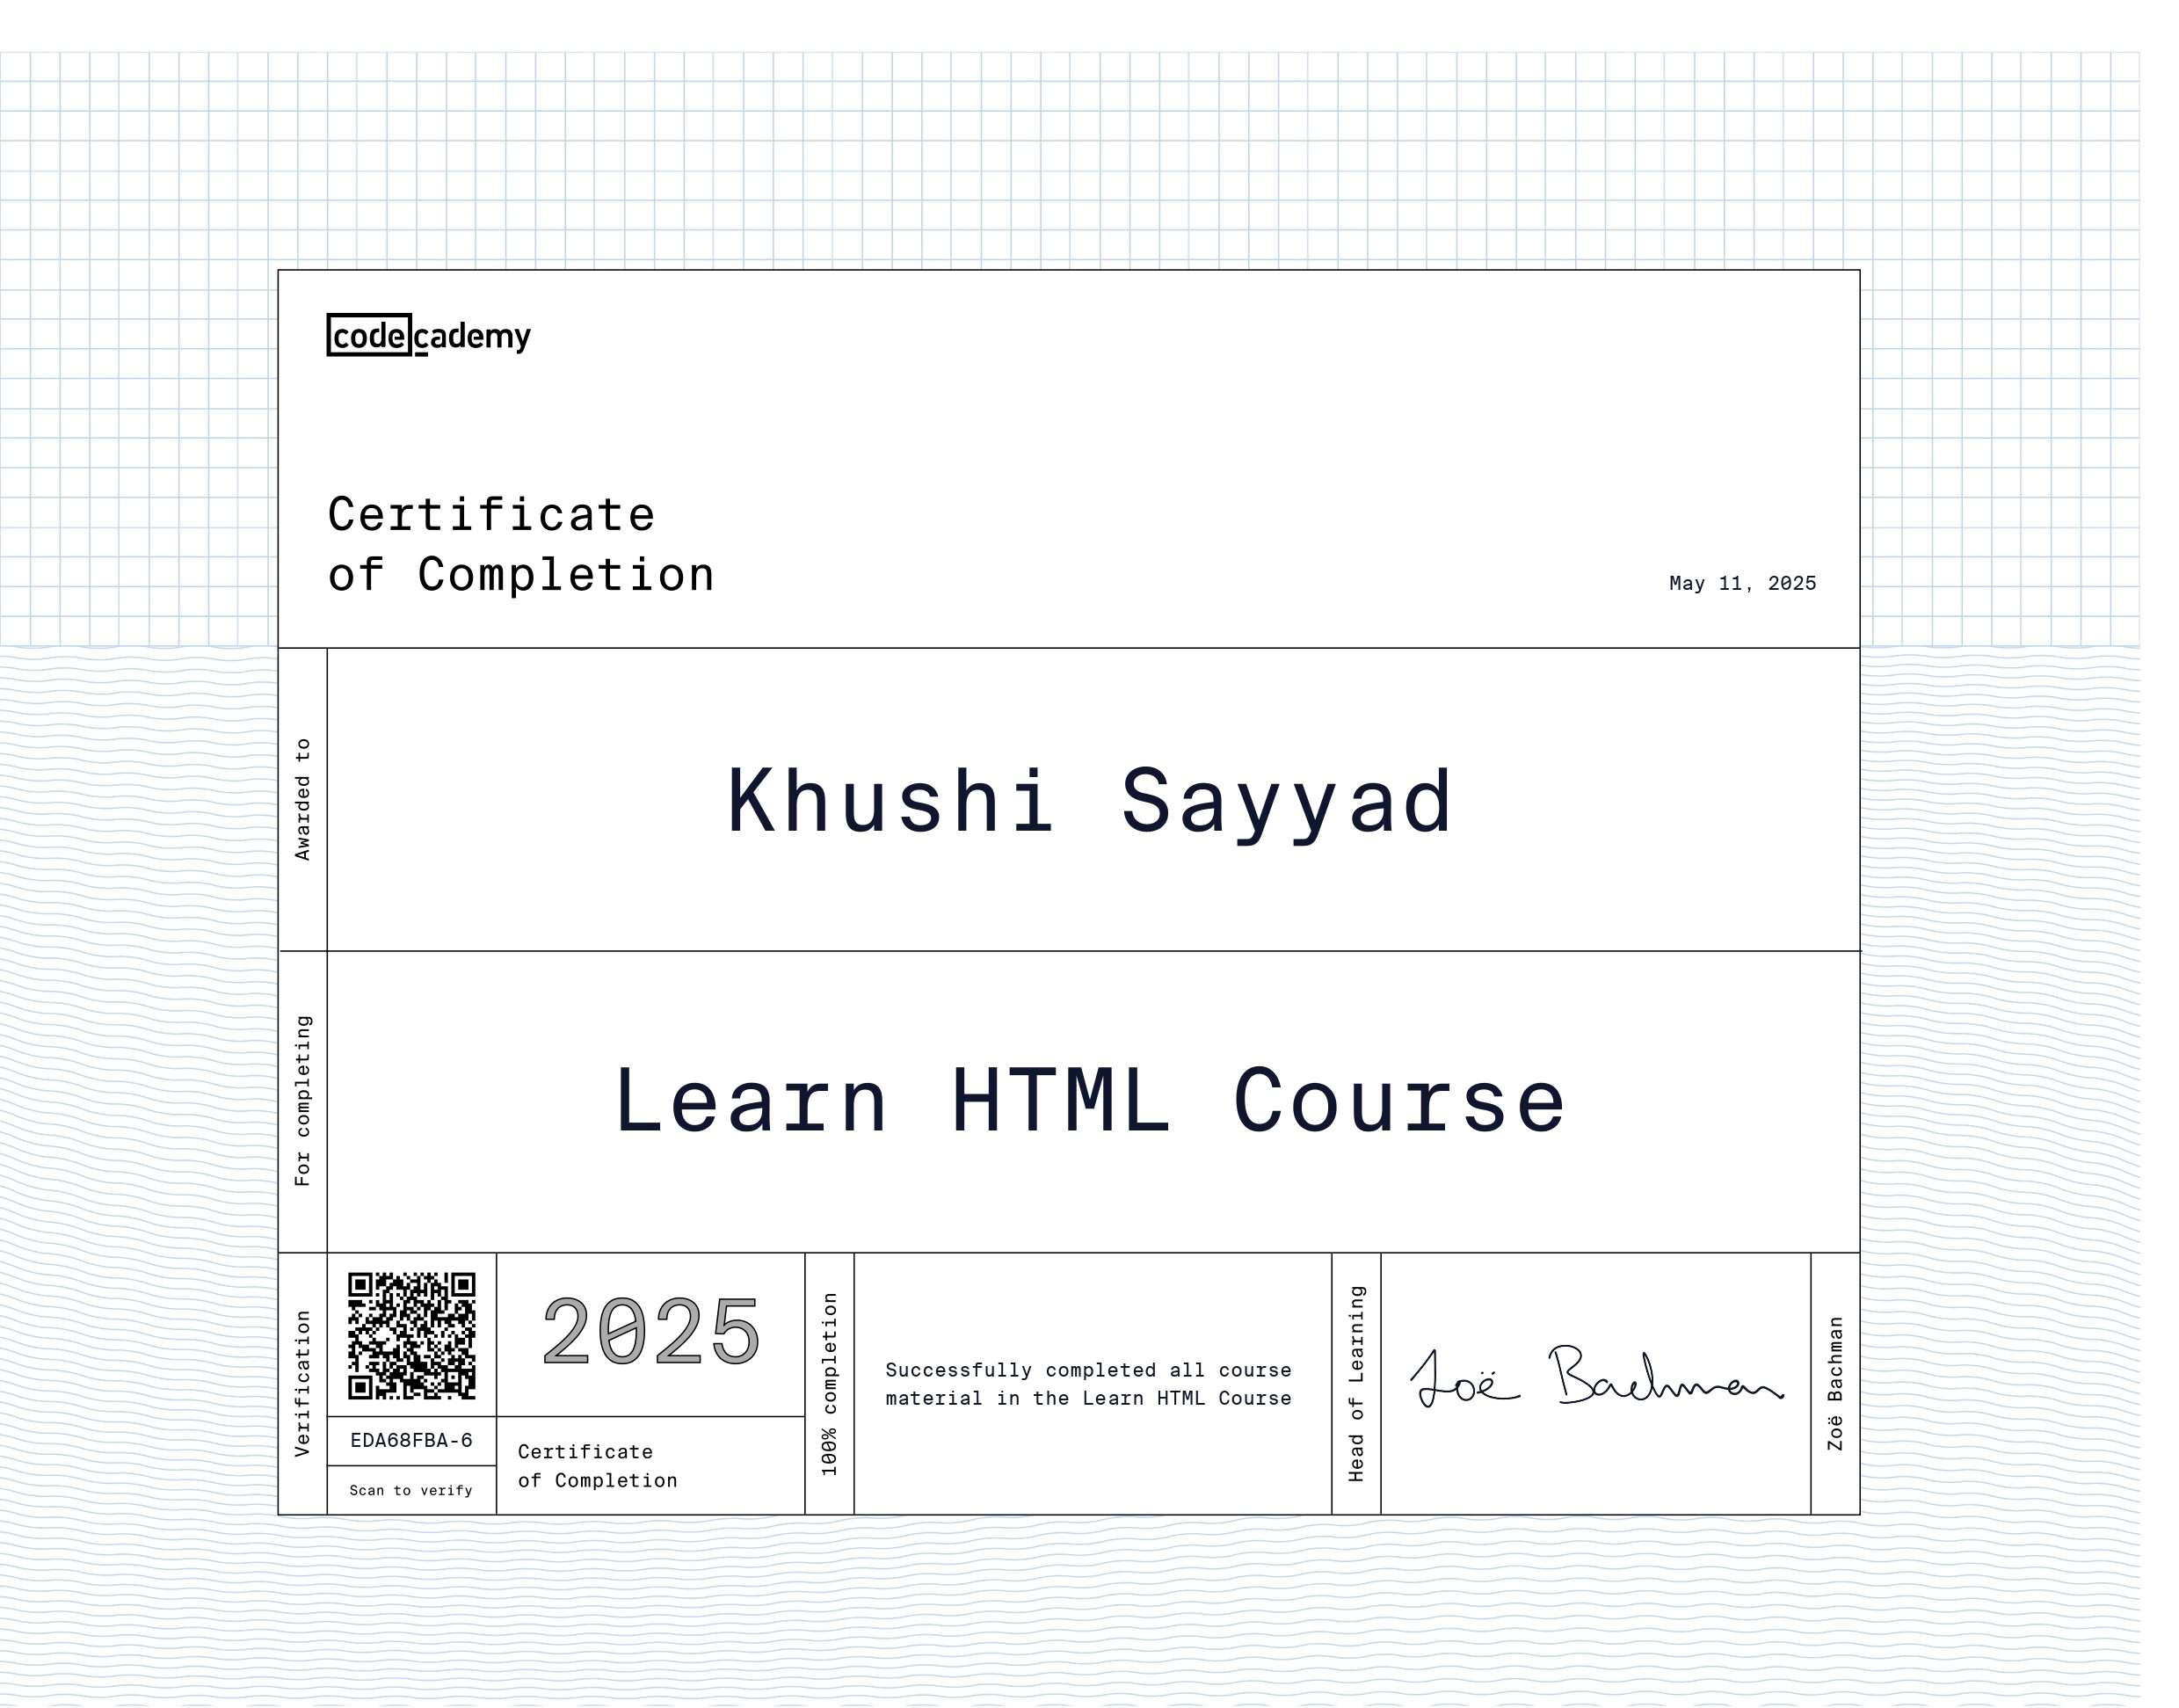 codecademy
Certificate
of Completion
May 11, 2025
Awarded to
Khushi Sayyad
For completing
Learn HTML Course
Verification
EDA68FBA-6
Scan to verify
2025
Certificate
of Completion
100% completion
Successfully completed all course
material in the Learn HTML Course
Head of Learning
Zoë Bachman
Zoë Bachman